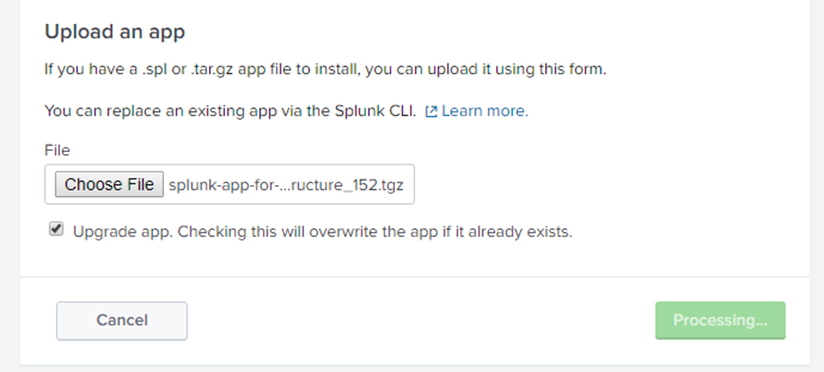 Upload an app
If you have a .spl or .tar.gz app file to install, you can upload it using this form.
You can replace an existing app via the Splunk CLI. Learn more.
File
Choose File splunk-app-for-...ructure_152.tgz
Upgrade app. Checking this will overwrite the app if it already exists.
Cancel Processing...